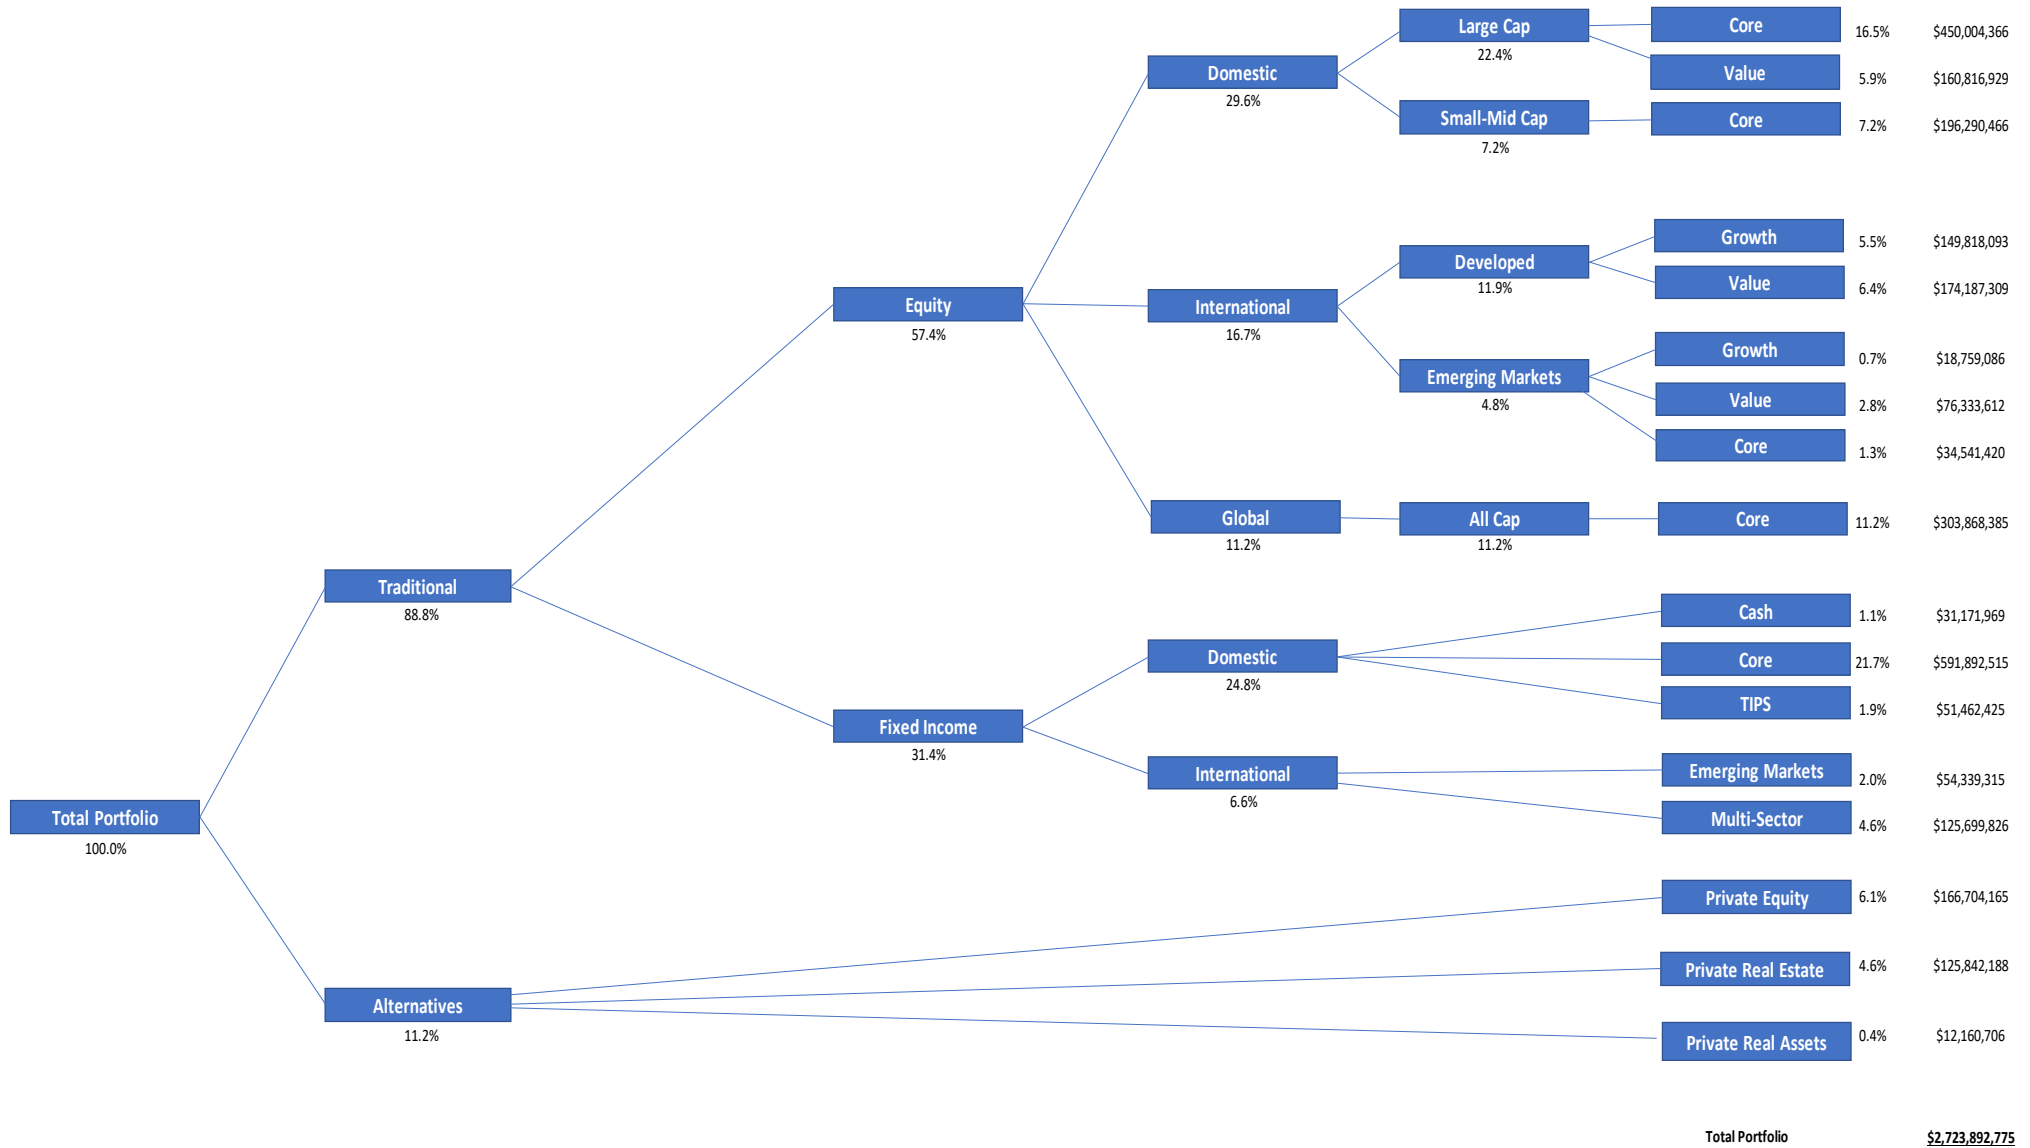 Large Cap
22.4%
Core
16.5%
$450,004,366
Domestic
29.6%
Value
5.9%
$160,816,929
Small-Mid Cap
7.2%
Core
7.2%
$196,290,466
Growth
5.5%
$149,818,093
Developed
11.9%
Value
6.4%
$174,187,309
Equity
57.4%
International
16.7%
Growth
0.7%
$18,759,086
Emerging Markets
4.8%
Value
2.8%
$76,333,612
Core
1.3%
$34,541,420
Global
11.2%
All Cap
11.2%
Core
11.2%
$303,868,385
Traditional
88.8%
Cash
1.1%
$31,171,969
Domestic
24.8%
Core
21.7%
$591,892,515
TIPS
1.9%
$51,462,425
Fixed Income
31.4%
International
6.6%
Emerging Markets
2.0%
$54,339,315
Multi-Sector
4.6%
$125,699,826
Total Portfolio
100.0%
Private Equity
6.1%
$166,704,165
Private Real Estate
4.6%
$125,842,188
Alternatives
11.2%
Private Real Assets
0.4%
$12,160,706
Total Portfolio
$2,723,892,775